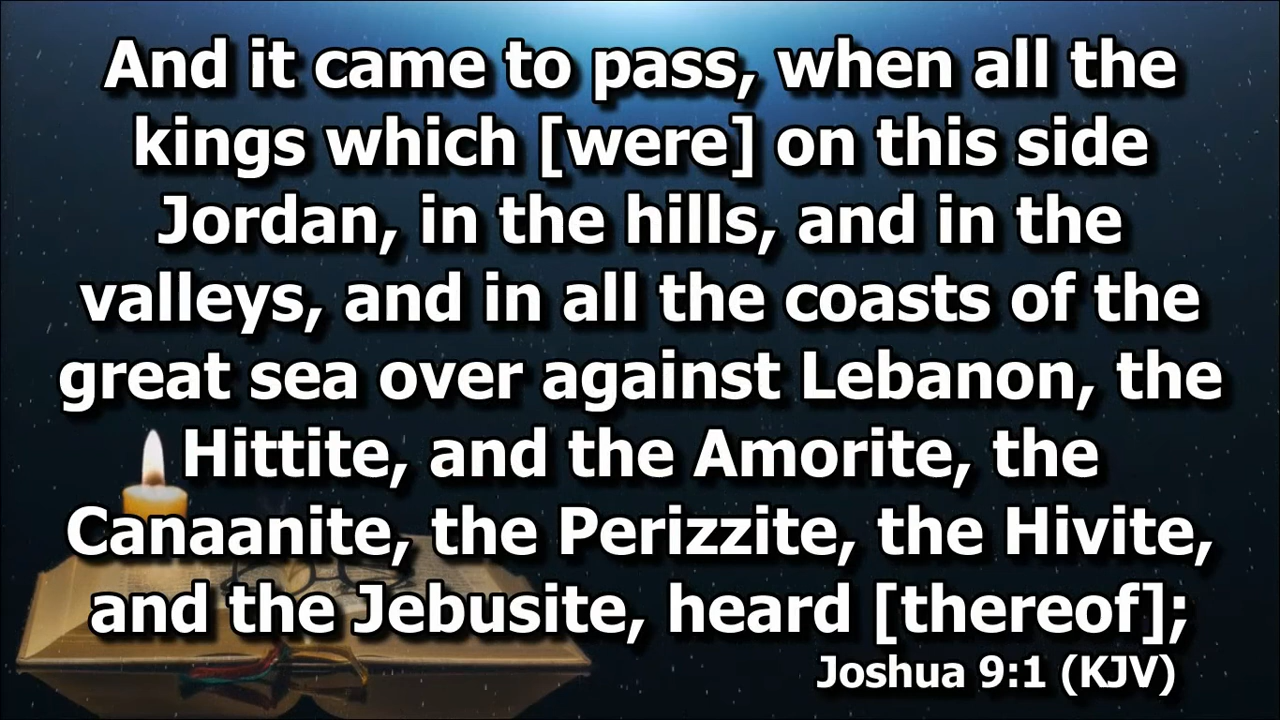 And it came to pass, when all the
kings which [were] on this side
Jordan, in the hills, and in the
valleys, and in all the coasts of the
great sea over against Lebanon, the
Hittite, and the Amorite, the
Canaanite, the Perizzite, the Hivite,
and the Jebusite, heard [thereof];
Joshua 9:1 (KJV)